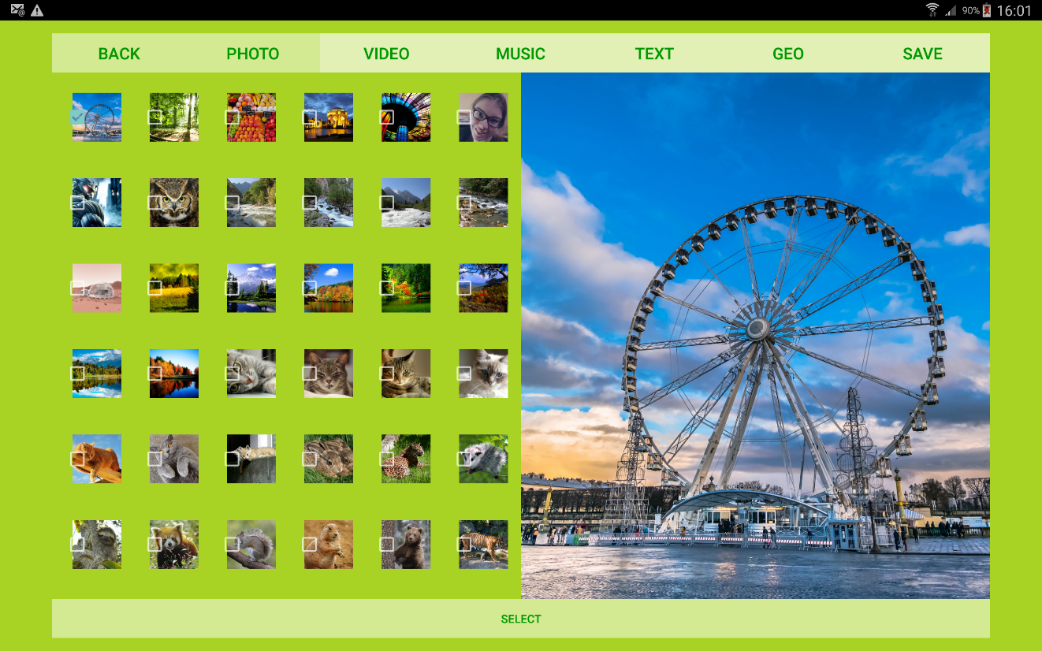 90% 16:01
BACK PHOTO VIDEO MUSIC TEXT GEO SAVE
SELECT